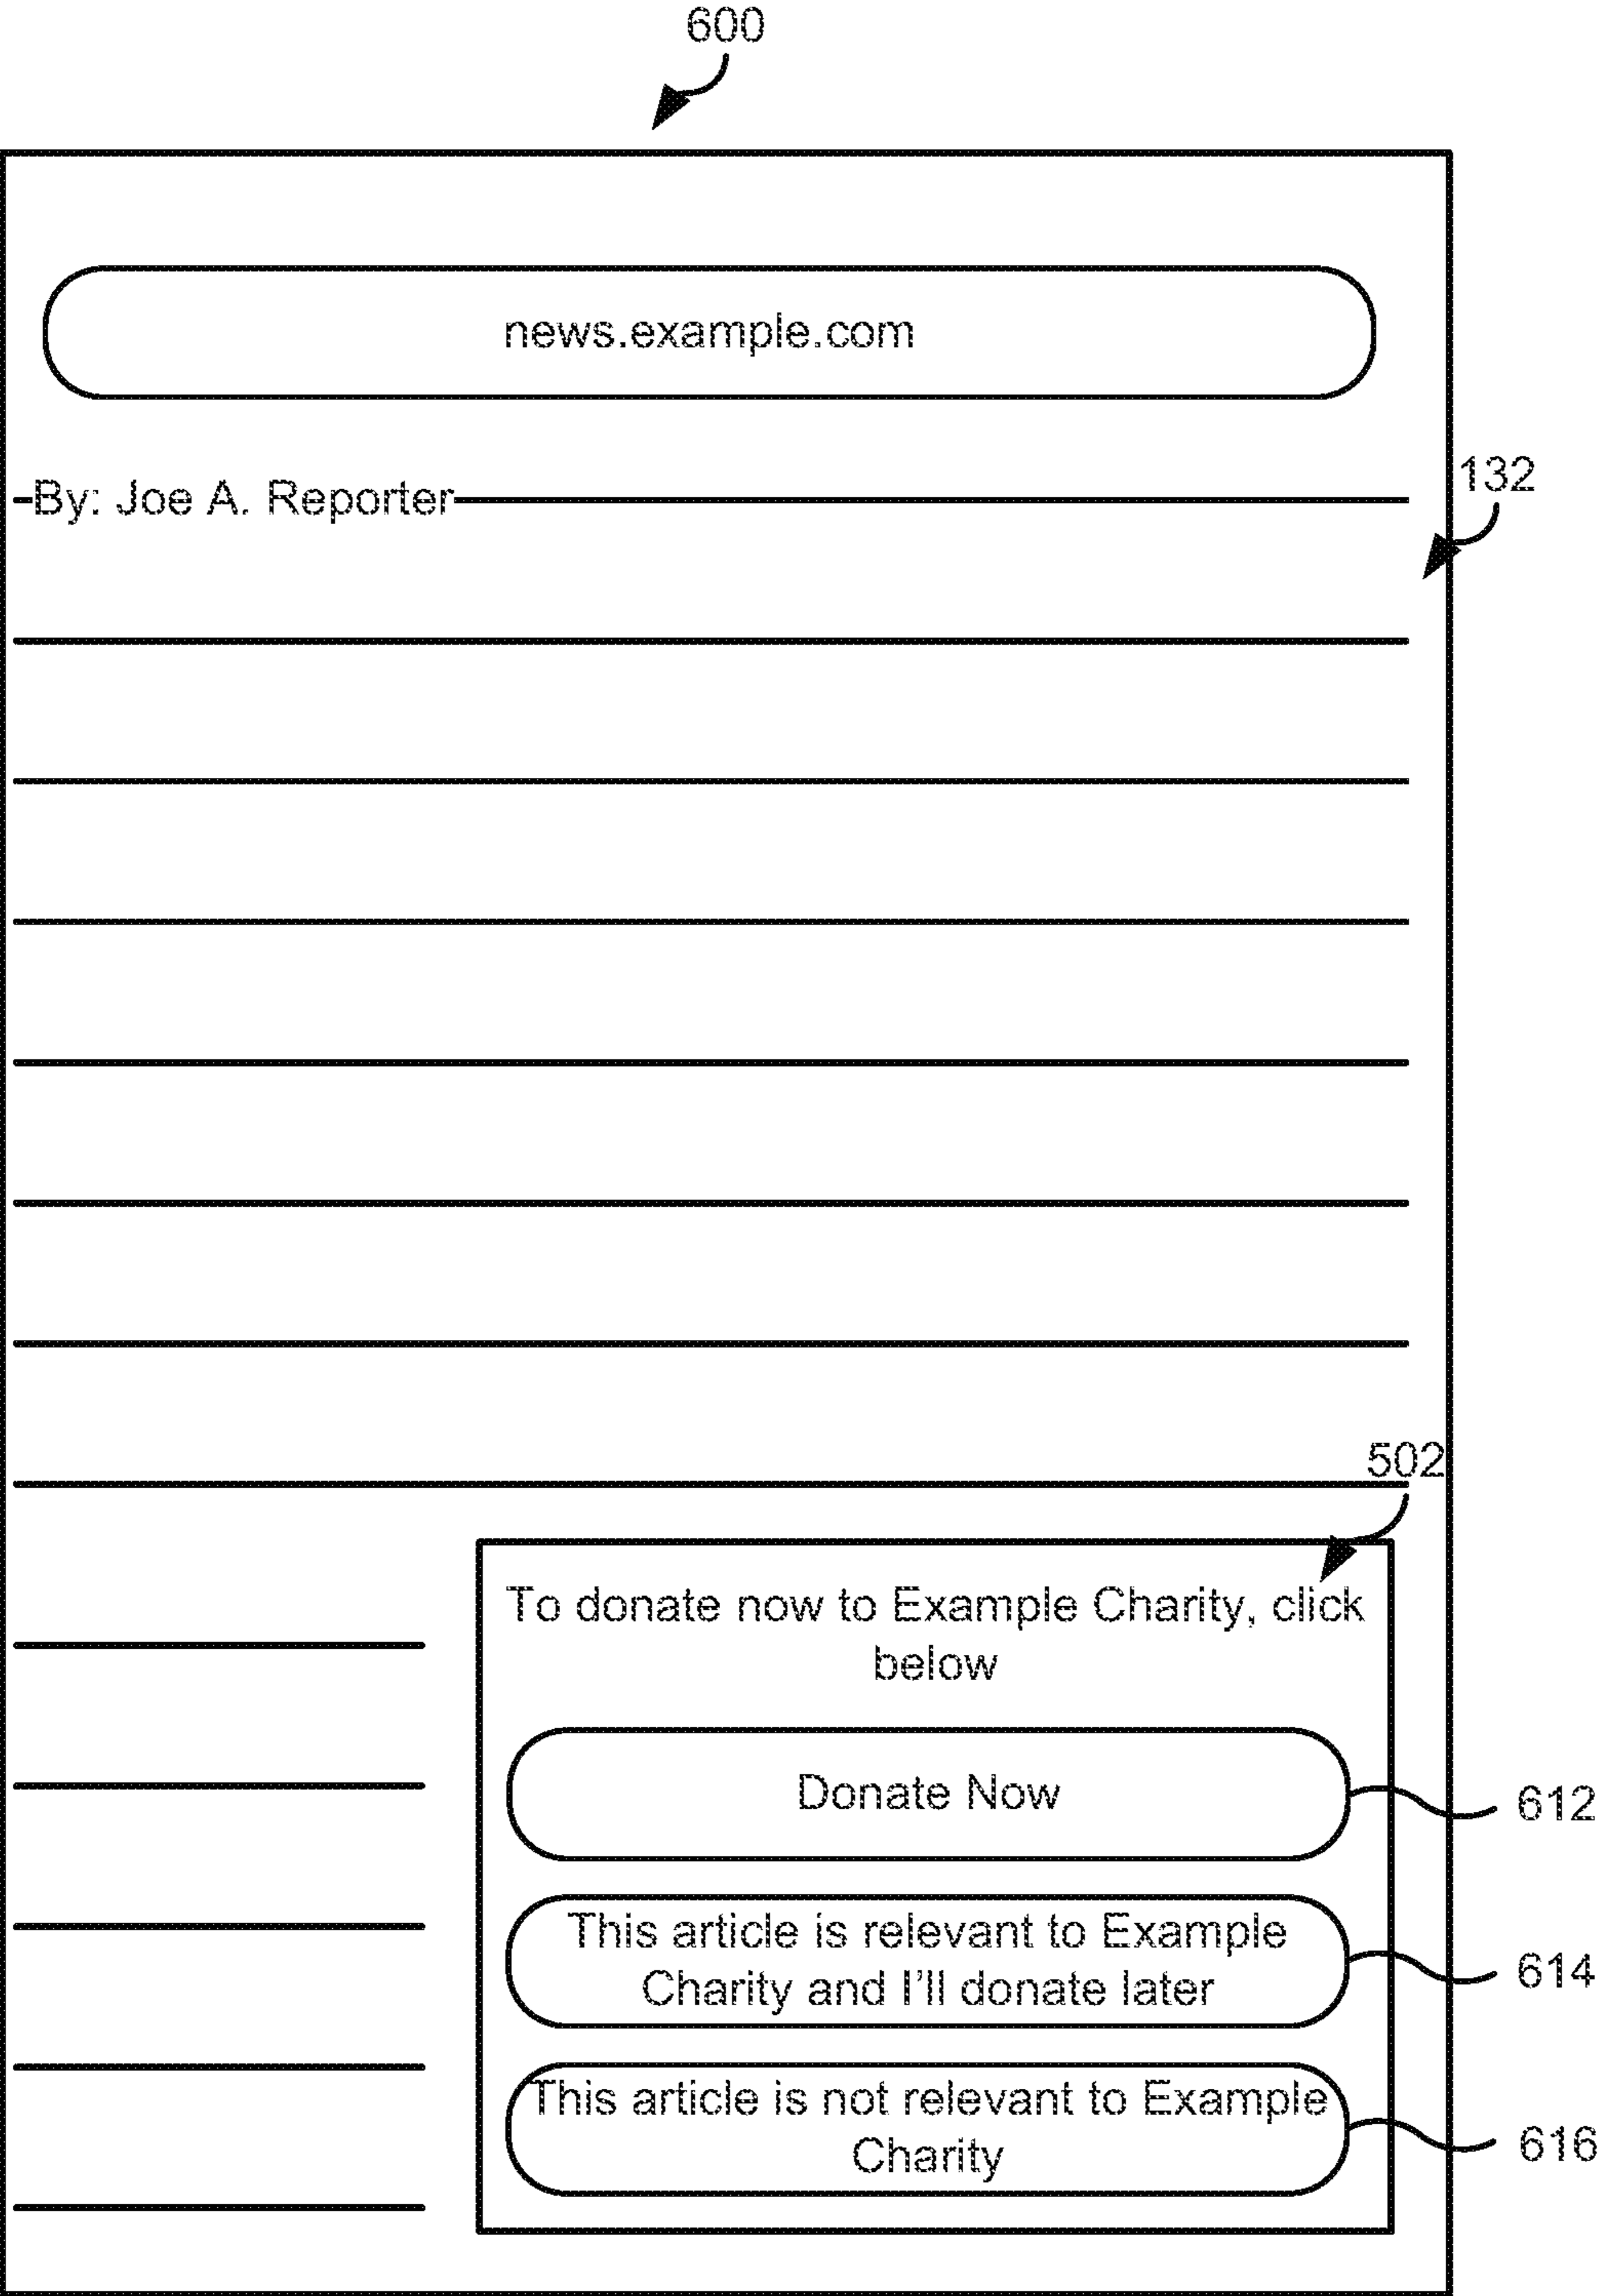 600
news.example.com
By: Joe A. Reporter
132
502
To donate now to Example Charity, click
below
Donate Now
612
This article is relevant to Example
Charity and I'll donate later
614
This article is not relevant to Example
Charity
616